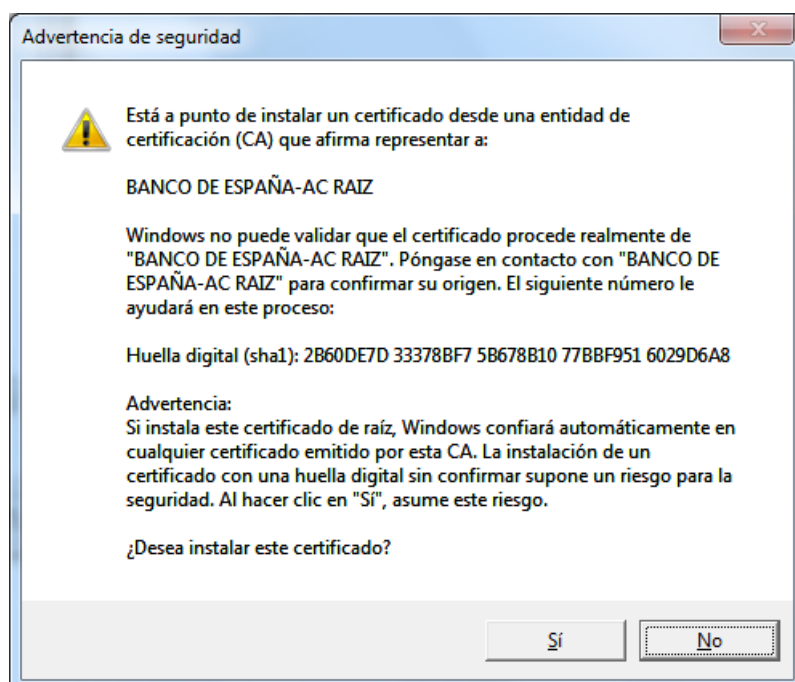 Advertencia de seguridad
Está a punto de instalar un certificado desde una entidad de
certificación (CA) que afirma representar a:
BANCO DE ESPAÑA-AC RAIZ
Windows no puede validar que el certificado procede realmente de
"BANCO DE ESPAÑA-AC RAIZ". Póngase en contacto con "BANCO DE
ESPAÑA-AC RAIZ" para confirmar su origen. El siguiente número le
ayudará en este proceso:
Huella digital (sha1): 2B60DE7D 33378BF7 5B678B10 77BBF951 6029D6A8
Advertencia:
Si instala este certificado de raíz, Windows confiará automáticamente en
cualquier certificado emitido por esta CA. La instalación de un
certificado con una huella digital sin confirmar supone un riesgo para la
seguridad. Al hacer clic en "Sí", asume este riesgo.
¿Desea instalar este certificado?
Sí
No